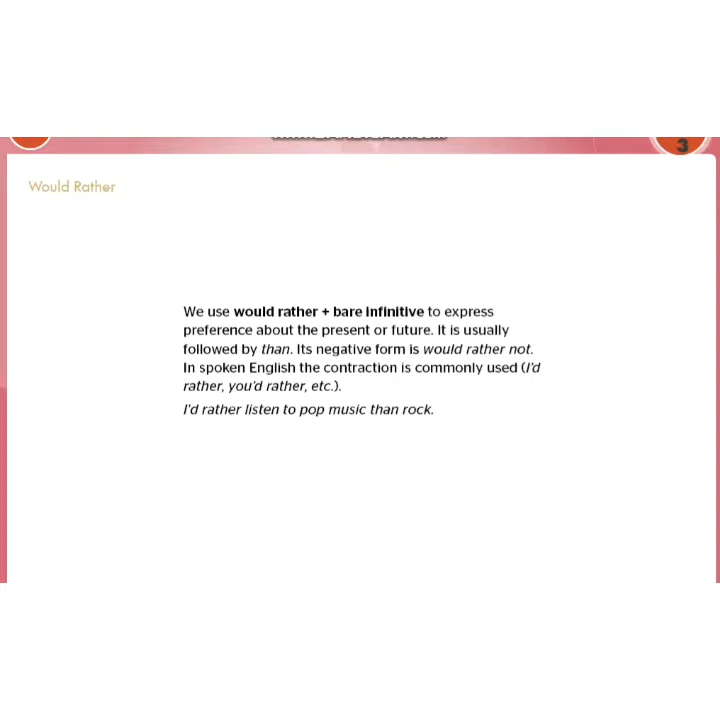 3
Would Rather
We use would rather + bare infinitive to express
preference about the present or future. It is usually
followed by than. Its negative form is would rather not.
In spoken English the contraction is commonly used (I'd
rather, you'd rather, etc.).
I'd rather listen to pop music than rock.